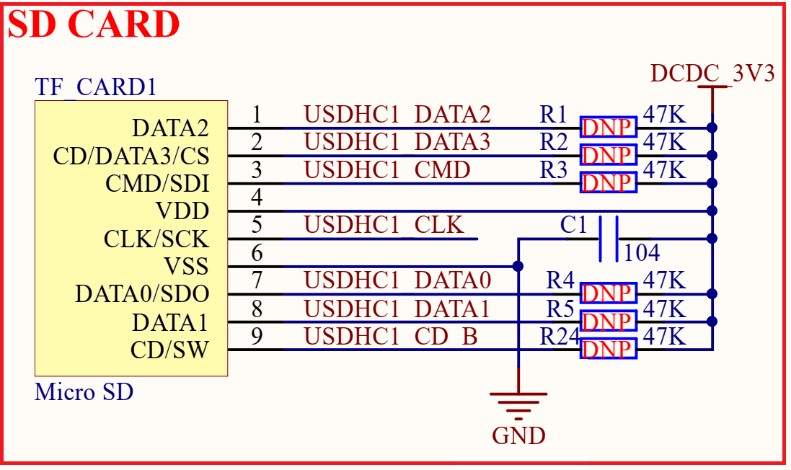 SD CARD
TF_CARD1
DCDC_3V3
DATA2 1 USDHC1_DATA2 R1 DNP 47K
CD/DATA3/CS 2 USDHC1_DATA3 R2 DNP 47K
CMD/SDI 3 USDHC1_CMD R3 DNP 47K
VDD 4
CLK/SCK 5 USDHC1_CLK C1 104
VSS 6
DATA0/SDO 7 USDHC1_DATA0 R4 DNP 47K
DATA1 8 USDHC1_DATA1 R5 DNP 47K
CD/SW 9 USDHC1_CD_B R24 DNP 47K
Micro SD
GND